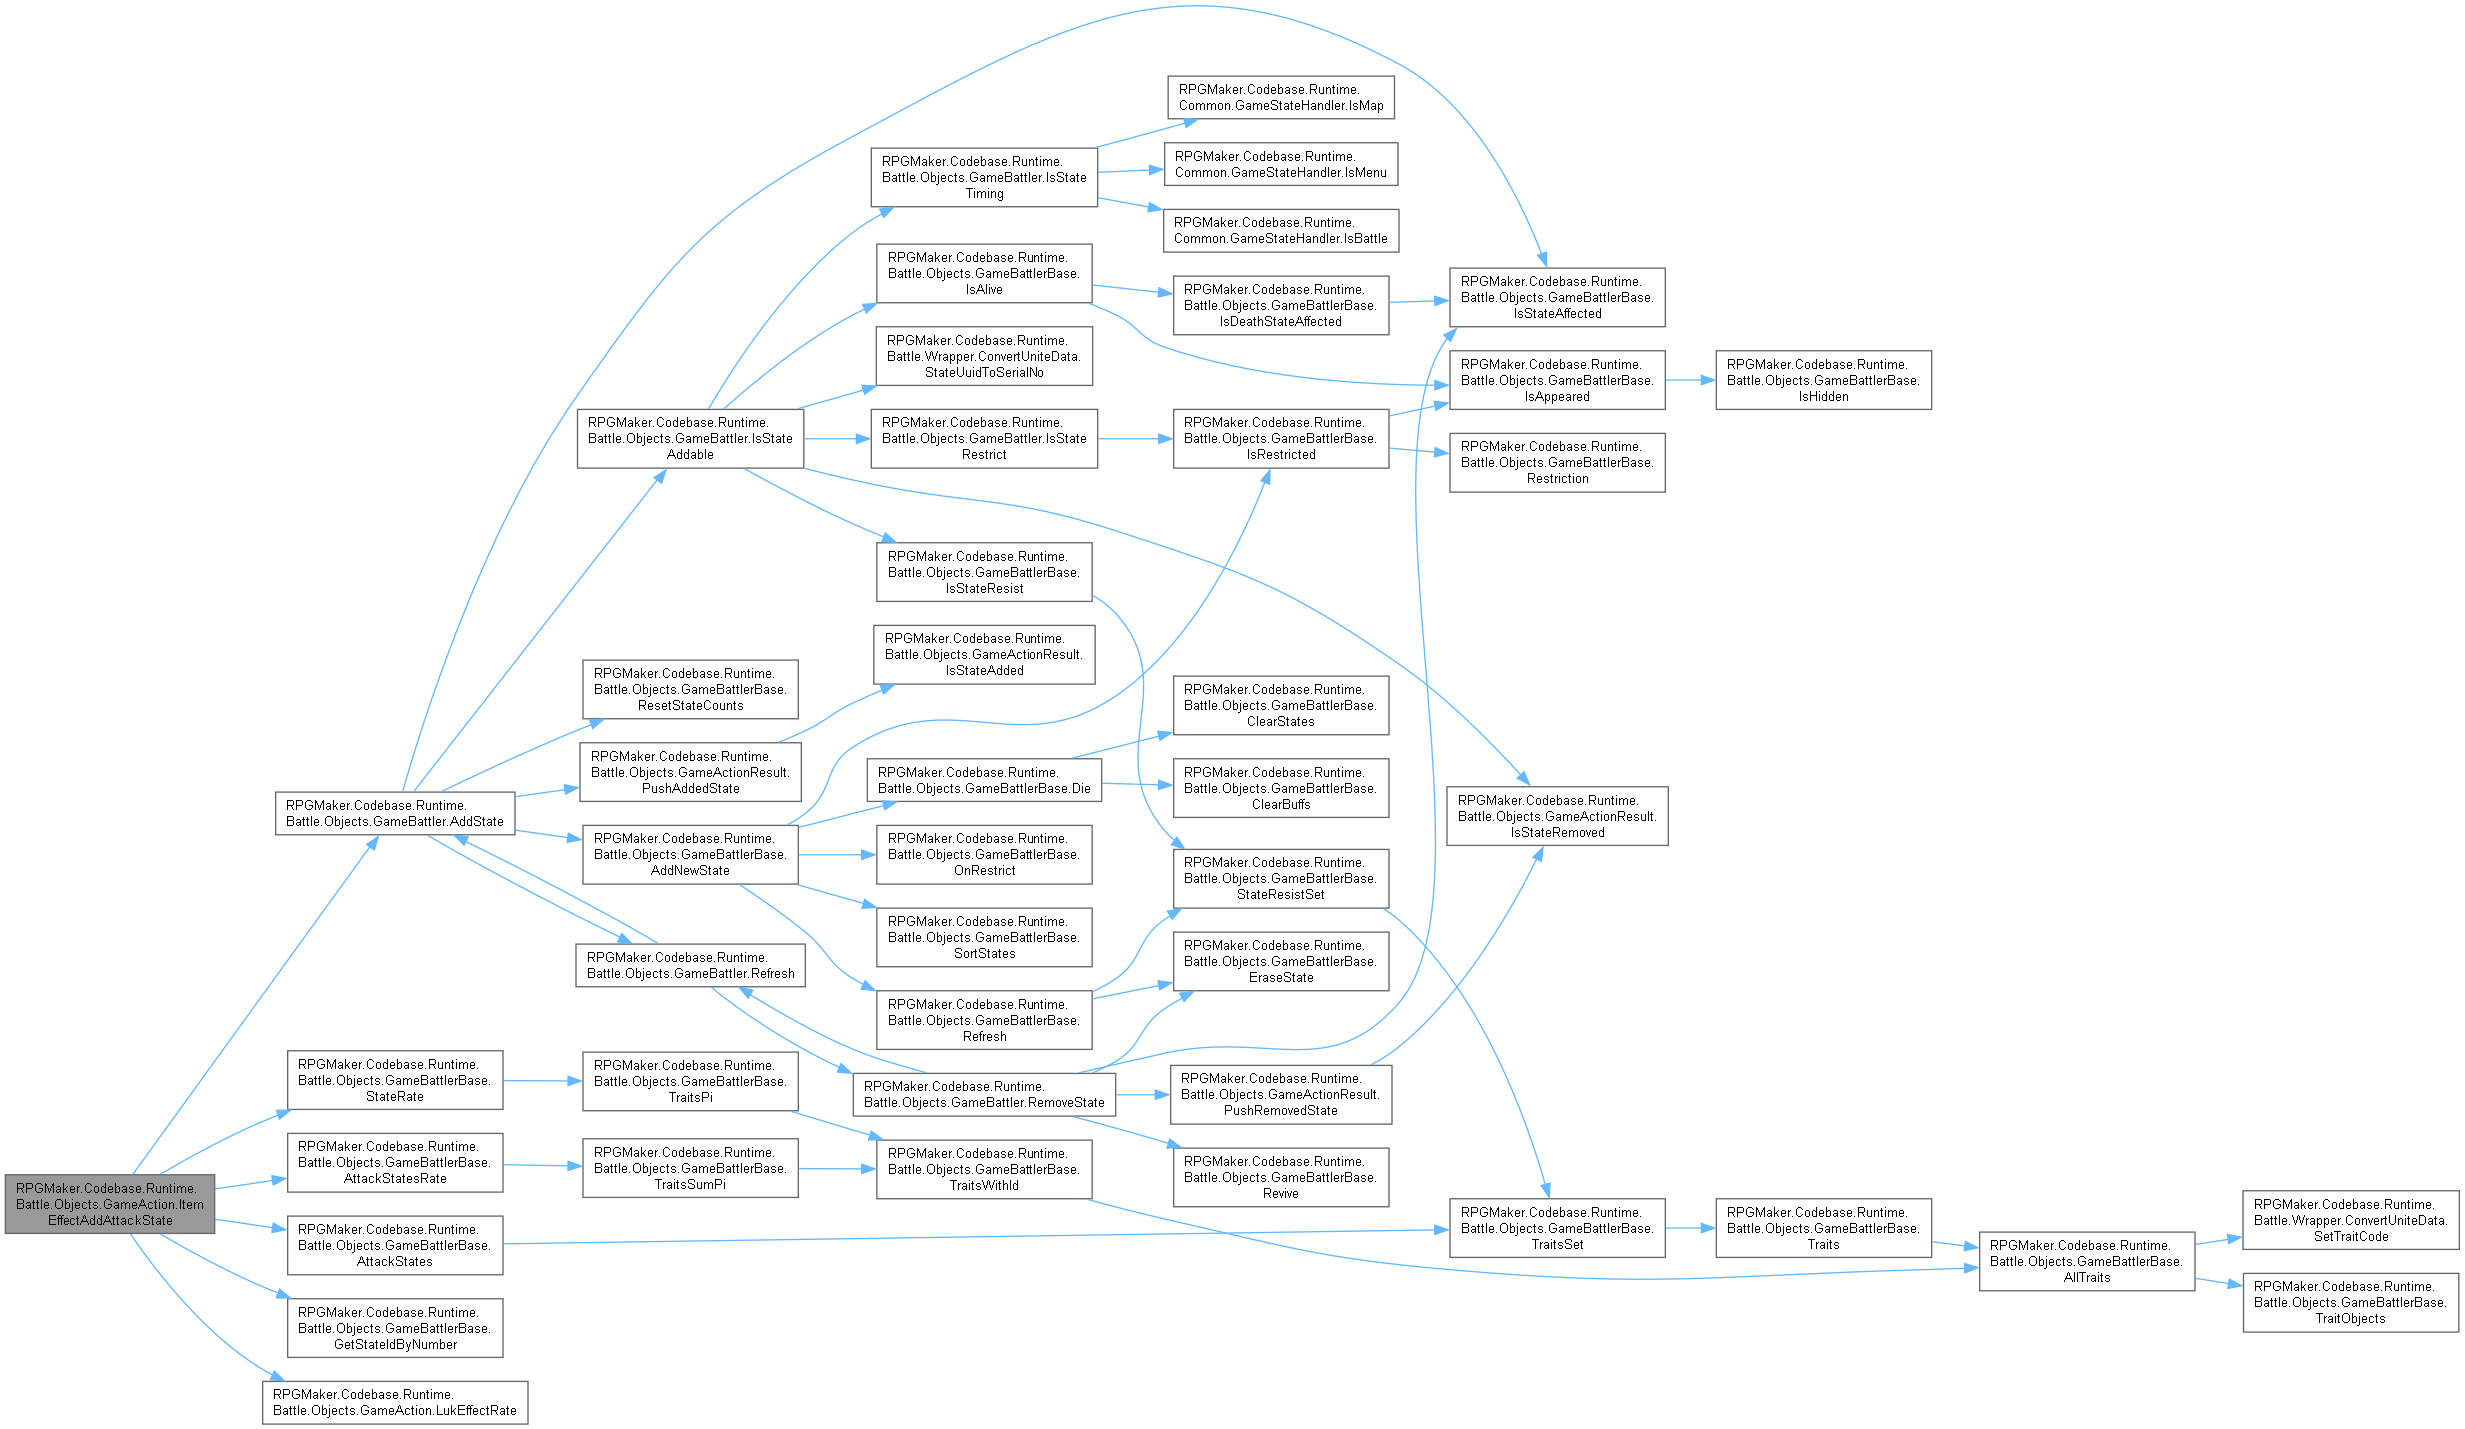 RPGMaker.Codebase.Runtime.
Common.GameStateHandler.IsMap
RPGMaker.Codebase.Runtime.
Battle.Objects.GameBattler.IsState
Timing
RPGMaker.Codebase.Runtime.
Common.GameStateHandler.IsMenu
RPGMaker.Codebase.Runtime.
Common.GameStateHandler.IsBattle
RPGMaker.Codebase.Runtime.
Battle.Objects.GameBattlerBase.
IsAlive
RPGMaker.Codebase.Runtime.
Battle.Objects.GameBattlerBase.
IsDeathStateAffected
RPGMaker.Codebase.Runtime.
Battle.Objects.GameBattlerBase.
IsStateAffected
RPGMaker.Codebase.Runtime.
Battle.Wrapper.ConvertUniteData.
StateUuidToSerialNo
RPGMaker.Codebase.Runtime.
Battle.Objects.GameBattlerBase.
IsAppeared
RPGMaker.Codebase.Runtime.
Battle.Objects.GameBattlerBase.
IsHidden
RPGMaker.Codebase.Runtime.
Battle.Objects.GameBattler.IsState
Addable
RPGMaker.Codebase.Runtime.
Battle.Objects.GameBattler.IsState
Restrict
RPGMaker.Codebase.Runtime.
Battle.Objects.GameBattlerBase.
IsRestricted
RPGMaker.Codebase.Runtime.
Battle.Objects.GameBattlerBase.
Restriction
RPGMaker.Codebase.Runtime.
Battle.Objects.GameBattlerBase.
IsStateResist
RPGMaker.Codebase.Runtime.
Battle.Objects.GameActionResult.
IsStateAdded
RPGMaker.Codebase.Runtime.
Battle.Objects.GameBattlerBase.
ResetStateCounts
RPGMaker.Codebase.Runtime.
Battle.Objects.GameBattlerBase.
ClearStates
RPGMaker.Codebase.Runtime.
Battle.Objects.GameActionResult.
PushAddedState
RPGMaker.Codebase.Runtime.
Battle.Objects.GameBattlerBase.Die
RPGMaker.Codebase.Runtime.
Battle.Objects.GameBattlerBase.
ClearBuffs
RPGMaker.Codebase.Runtime.
Battle.Objects.GameBattler.AddState
RPGMaker.Codebase.Runtime.
Battle.Objects.GameActionResult.
IsStateRemoved
RPGMaker.Codebase.Runtime.
Battle.Objects.GameBattlerBase.
AddNewState
RPGMaker.Codebase.Runtime.
Battle.Objects.GameBattlerBase.
OnRestrict
RPGMaker.Codebase.Runtime.
Battle.Objects.GameBattlerBase.
StateResistSet
RPGMaker.Codebase.Runtime.
Battle.Objects.GameBattlerBase.
SortStates
RPGMaker.Codebase.Runtime.
Battle.Objects.GameBattlerBase.
EraseState
RPGMaker.Codebase.Runtime.
Battle.Objects.GameBattler.Refresh
RPGMaker.Codebase.Runtime.
Battle.Objects.GameBattlerBase.
Refresh
RPGMaker.Codebase.Runtime.
Battle.Objects.GameBattlerBase.
StateRate
RPGMaker.Codebase.Runtime.
Battle.Objects.GameBattlerBase.
TraitsPi
RPGMaker.Codebase.Runtime.
Battle.Objects.GameBattler.RemoveState
RPGMaker.Codebase.Runtime.
Battle.Objects.GameActionResult.
PushRemovedState
RPGMaker.Codebase.Runtime.
Battle.Objects.GameBattlerBase.
AttackStatesRate
RPGMaker.Codebase.Runtime.
Battle.Objects.GameBattlerBase.
TraitsSumPi
RPGMaker.Codebase.Runtime.
Battle.Objects.GameBattlerBase.
TraitsWithId
RPGMaker.Codebase.Runtime.
Battle.Objects.GameBattlerBase.
Revive
RPGMaker.Codebase.Runtime.
Battle.Objects.GameAction.Item
EffectAddAttackState
RPGMaker.Codebase.Runtime.
Battle.Objects.GameBattlerBase.
AttackStates
RPGMaker.Codebase.Runtime.
Battle.Objects.GameBattlerBase.
TraitsSet
RPGMaker.Codebase.Runtime.
Battle.Objects.GameBattlerBase.
Traits
RPGMaker.Codebase.Runtime.
Battle.Objects.GameBattlerBase.
AllTraits
RPGMaker.Codebase.Runtime.
Battle.Wrapper.ConvertUniteData.
SetTraitCode
RPGMaker.Codebase.Runtime.
Battle.Objects.GameBattlerBase.
TraitObjects
RPGMaker.Codebase.Runtime.
Battle.Objects.GameBattlerBase.
GetStateIdByNumber
RPGMaker.Codebase.Runtime.
Battle.Objects.GameAction.LukEffectRate